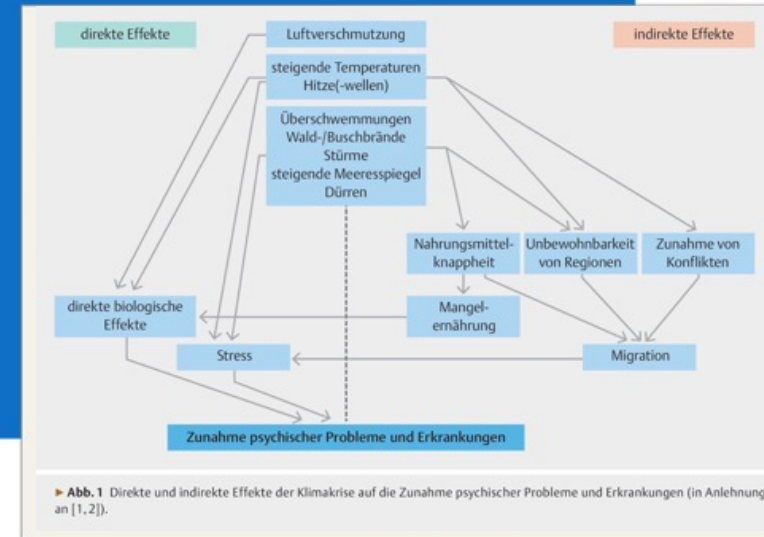 direkte Effekte
Luftverschmutzung
indirekte Effekte
steigende Temperaturen
Hitze(-wellen)
Überschwemmungen
Wald-/Buschbrände
Stürme
steigende Meeresspiegel
Dürren
Nahrungsmittel-
knappheit
Unbewohnbarkeit
von Regionen
Zunahme von
Konflikten
direkte biologische
Effekte
Mangel-
ernährung
Stress
Migration
Zunahme psychischer Probleme und Erkrankungen
▶ Abb. 1 Direkte und indirekte Effekte der Klimakrise auf die Zunahme psychischer Probleme und Erkrankungen (in Anlehnung
an [1, 2]).